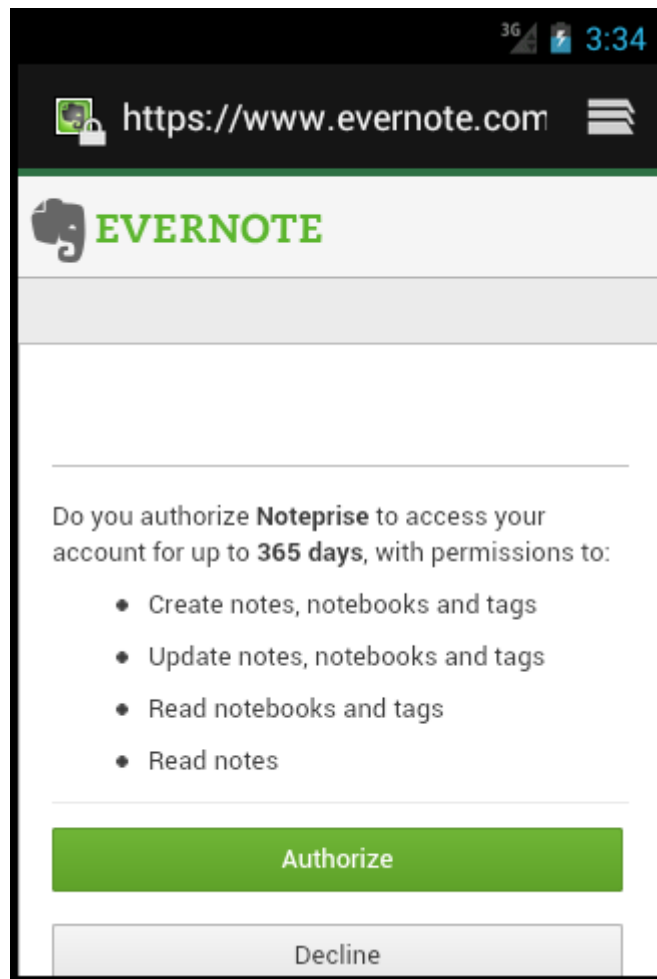 3G 3:34
https://www.evernote.com
EVERNOTE
Do you authorize Noteprise to access your
account for up to 365 days, with permissions to:
Create notes, notebooks and tags
Update notes, notebooks and tags
Read notebooks and tags
Read notes
Authorize
Decline